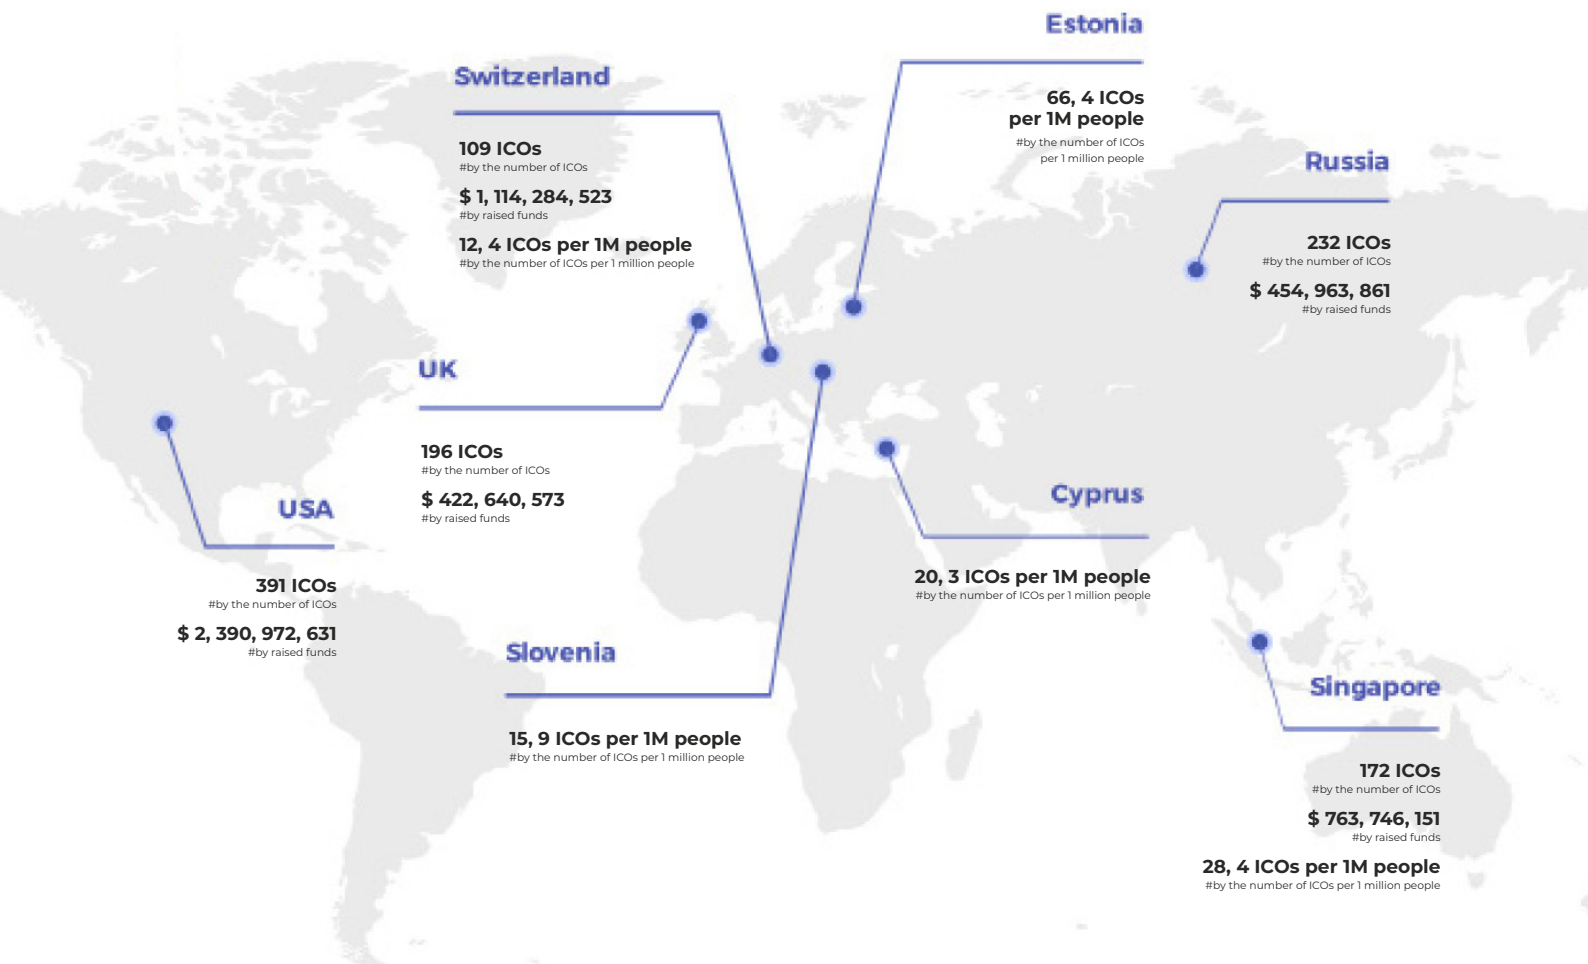 Estonia
66, 4 ICOs
per 1M people
#by the number of ICOs
per 1 million people
Switzerland
109 ICOs
#by the number of ICOs
$ 1, 114, 284, 523
#by raised funds
12, 4 ICOs per 1M people
#by the number of ICOs per 1 million people
Russia
232 ICOs
#by the number of ICOs
$ 454, 963, 861
#by raised funds
UK
196 ICOs
#by the number of ICOs
$ 422, 640, 573
#by raised funds
USA
391 ICOs
#by the number of ICOs
$ 2, 390, 972, 631
#by raised funds
Cyprus
20, 3 ICOs per 1M people
#by the number of ICOs per 1 million people
Slovenia
15, 9 ICOs per 1M people
#by the number of ICOs per 1 million people
Singapore
172 ICOs
#by the number of ICOs
$ 763, 746, 151
#by raised funds
28, 4 ICOs per 1M people
#by the number of ICOs per 1 million people